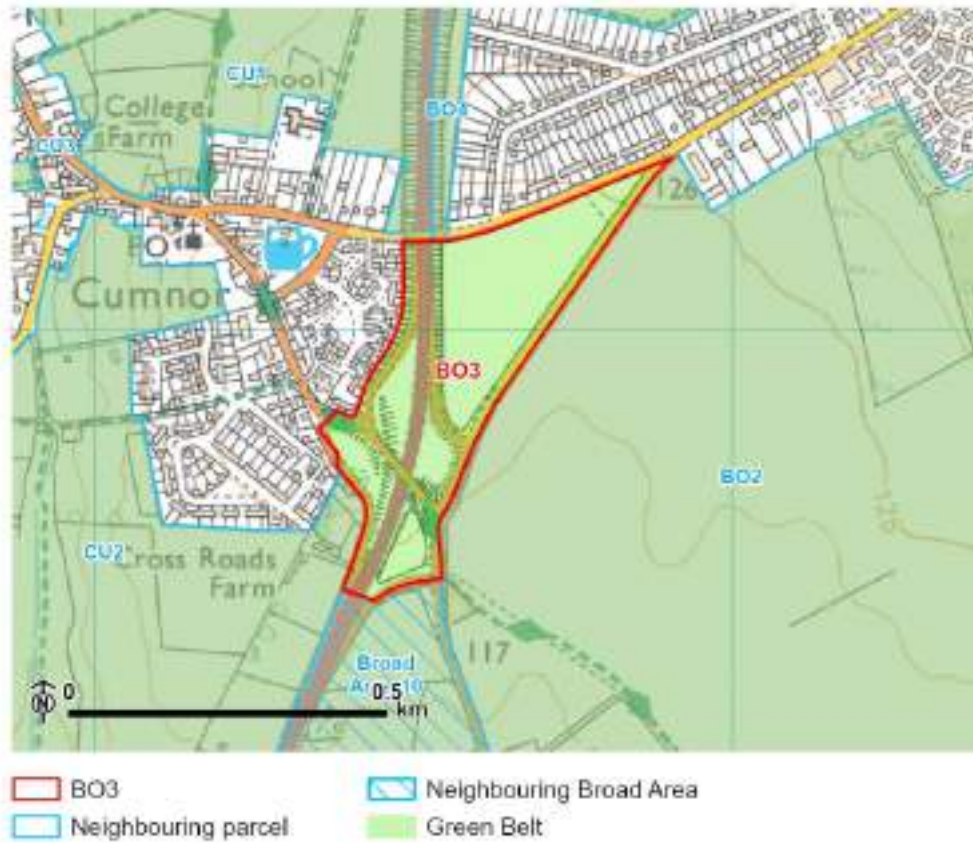 CU1
School
BO4
College
Farm
CU3
126
Cumnor
BO3
BO2
126
CU2
Cross Roads
Farm
117
Broad
0
0.5
km
N
BO3
Neighbouring Broad Area
Neighbouring parcel
Green Belt